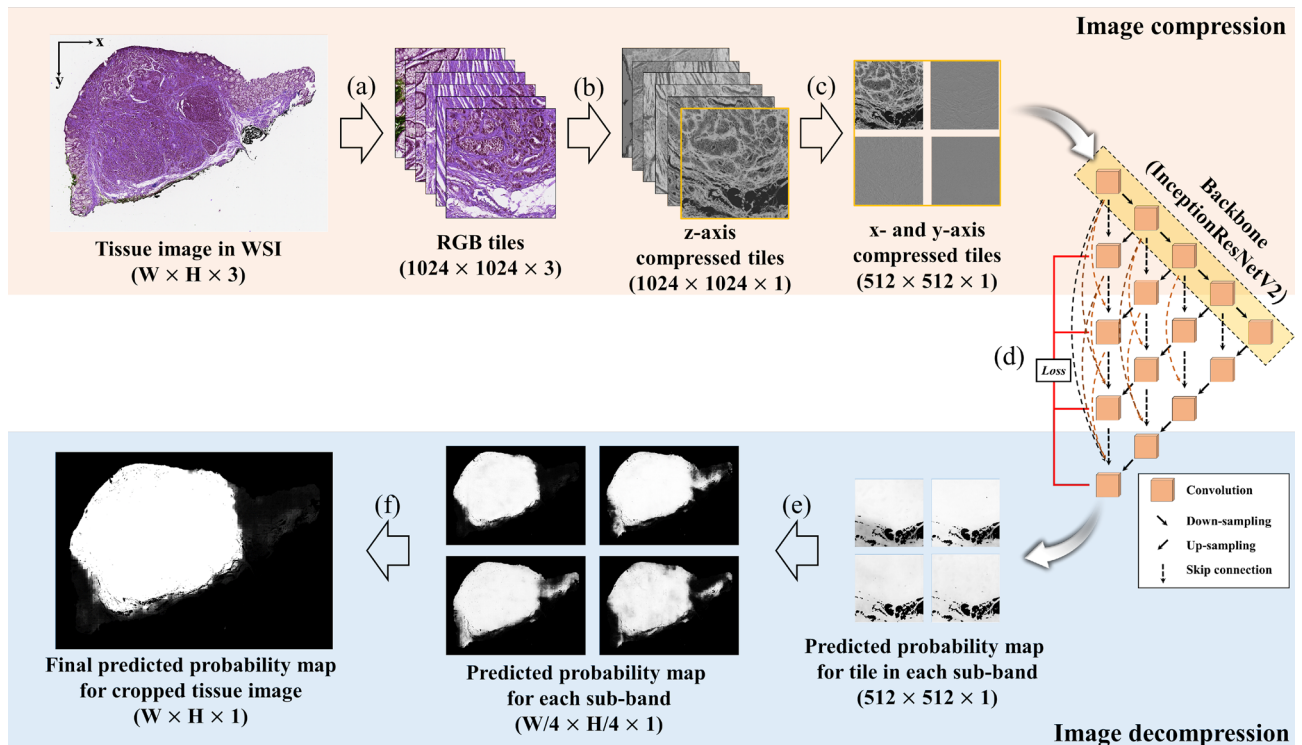 Image compression
x
y
(a)
(b)
(c)
Tissue image in WSI
(W × H × 3)
RGB tiles
(1024 × 1024 × 3)
z-axis
compressed tiles
(1024 × 1024 × 1)
x- and y-axis
compressed tiles
(512 × 512 × 1)
Backbone
(InceptionResNetV2)
(d)
Loss
Convolution
Down-sampling
Up-sampling
Skip connection
(e)
(f)
Final predicted probability map
for cropped tissue image
(W × H × 1)
Predicted probability map
for each sub-band
(W/4 × H/4 × 1)
Predicted probability map
for tile in each sub-band
(512 × 512 × 1)
Image decompression